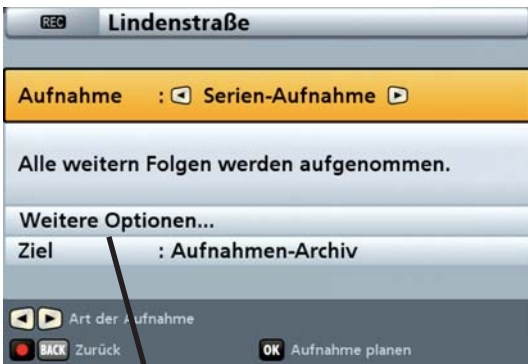 REC Lindenstraße
Aufnahme : Serien-Aufnahme
Alle weitern Folgen werden aufgenommen.
Weitere Optionen...
Ziel : Aufnahmen-Archiv
Art der Aufnahme
BACK Zurück OK Aufnahme planen